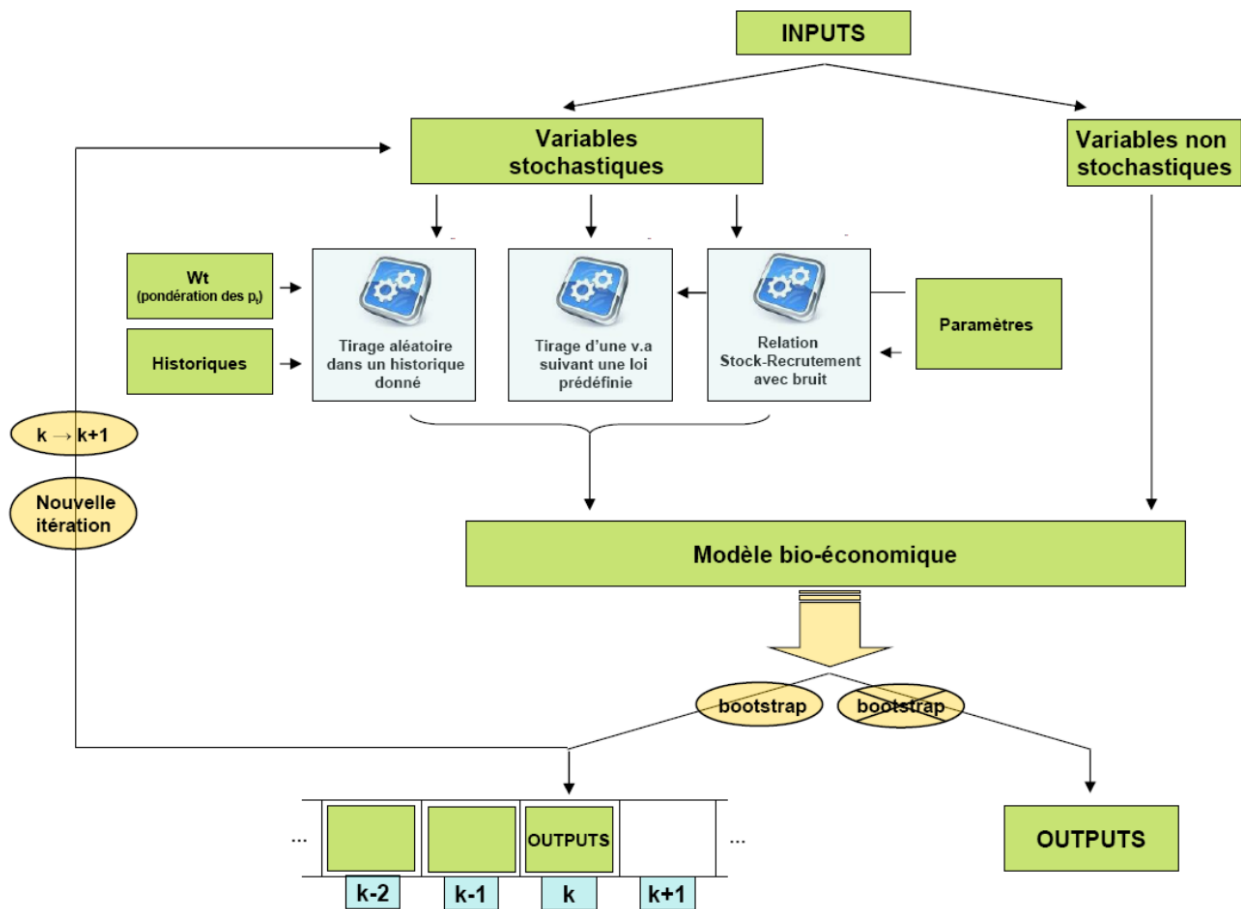 INPUTS
Variables
stochastiques
Variables non
stochastiques
Wt
(pondération des pt)
Historiques
Tirage aléatoire
dans un historique
donné
Tirage d'une v.a
suivant une loi
prédéfinie
Relation
Stock-Recrutement
avec bruit
Paramètres
k → k+1
Nouvelle
itération
Modèle bio-économique
bootstrap
bootstrap
...
OUTPUTS
...
k-2
k-1
k
k+1
OUTPUTS